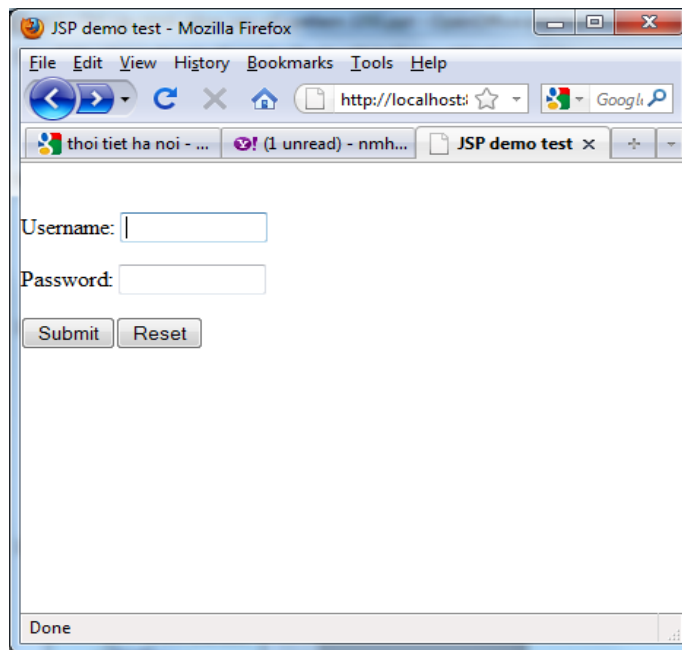 JSP demo test - Mozilla Firefox
File Edit View History Bookmarks Tools Help
http://localhost: Googl
thoi tiet ha noi - ... Y! (1 unread) - nmh... JSP demo test
Username:
Password:
Submit Reset
Done